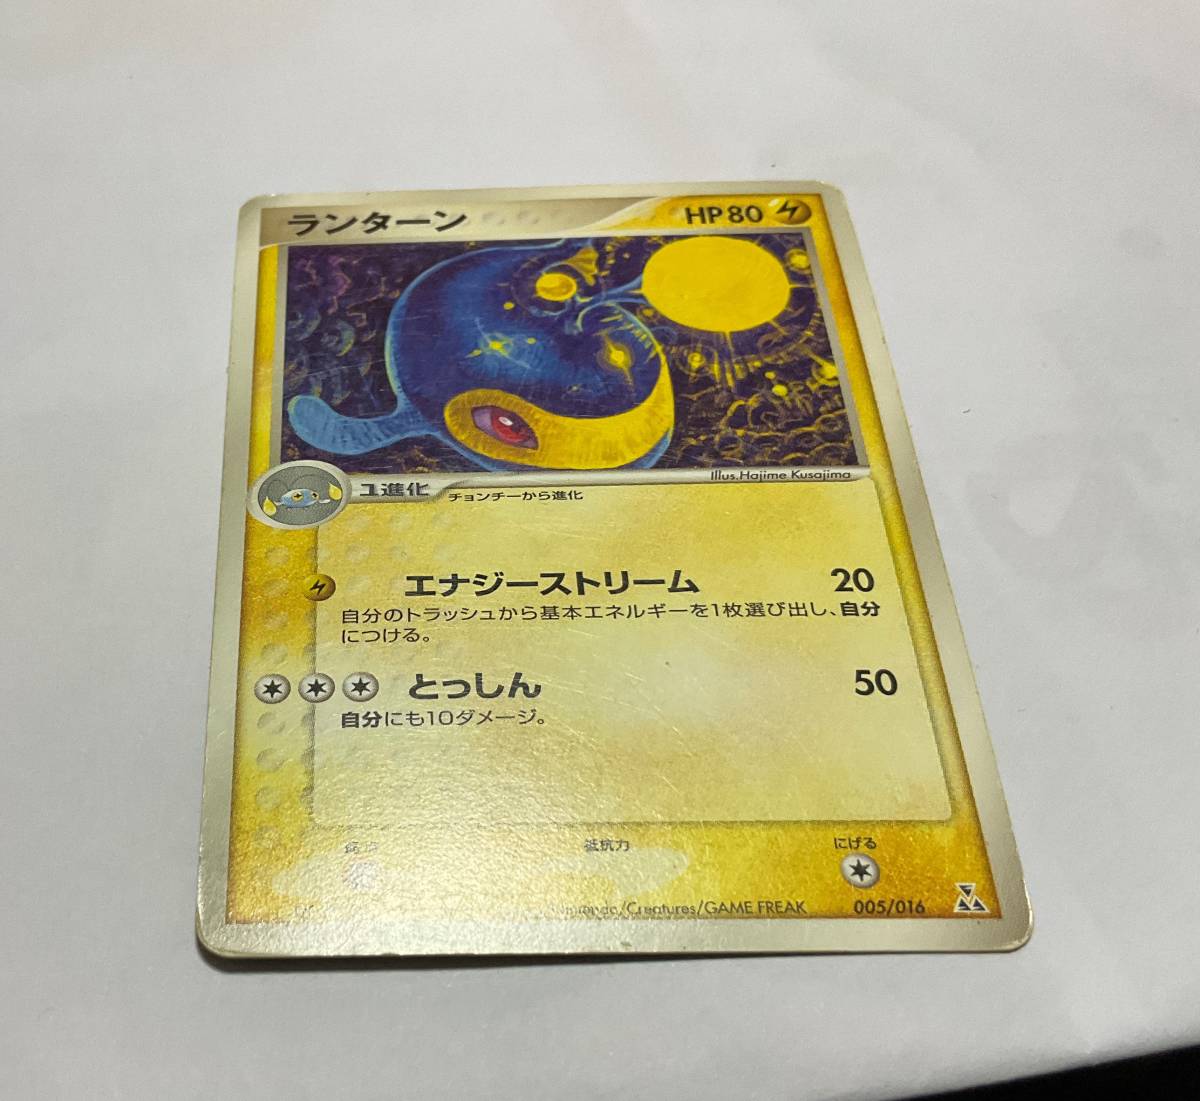 ランターン HP80
Illus.Hajime Kusajima
1進化 チョンチーから進化
エナジーストリーム 20
自分のトラッシュから基本エネルギーを1枚選び出し、自分
につける。
とっしん 50
自分にも10ダメージ。
抵抗力 にげる
/Creatures/GAME FREAK 005/016